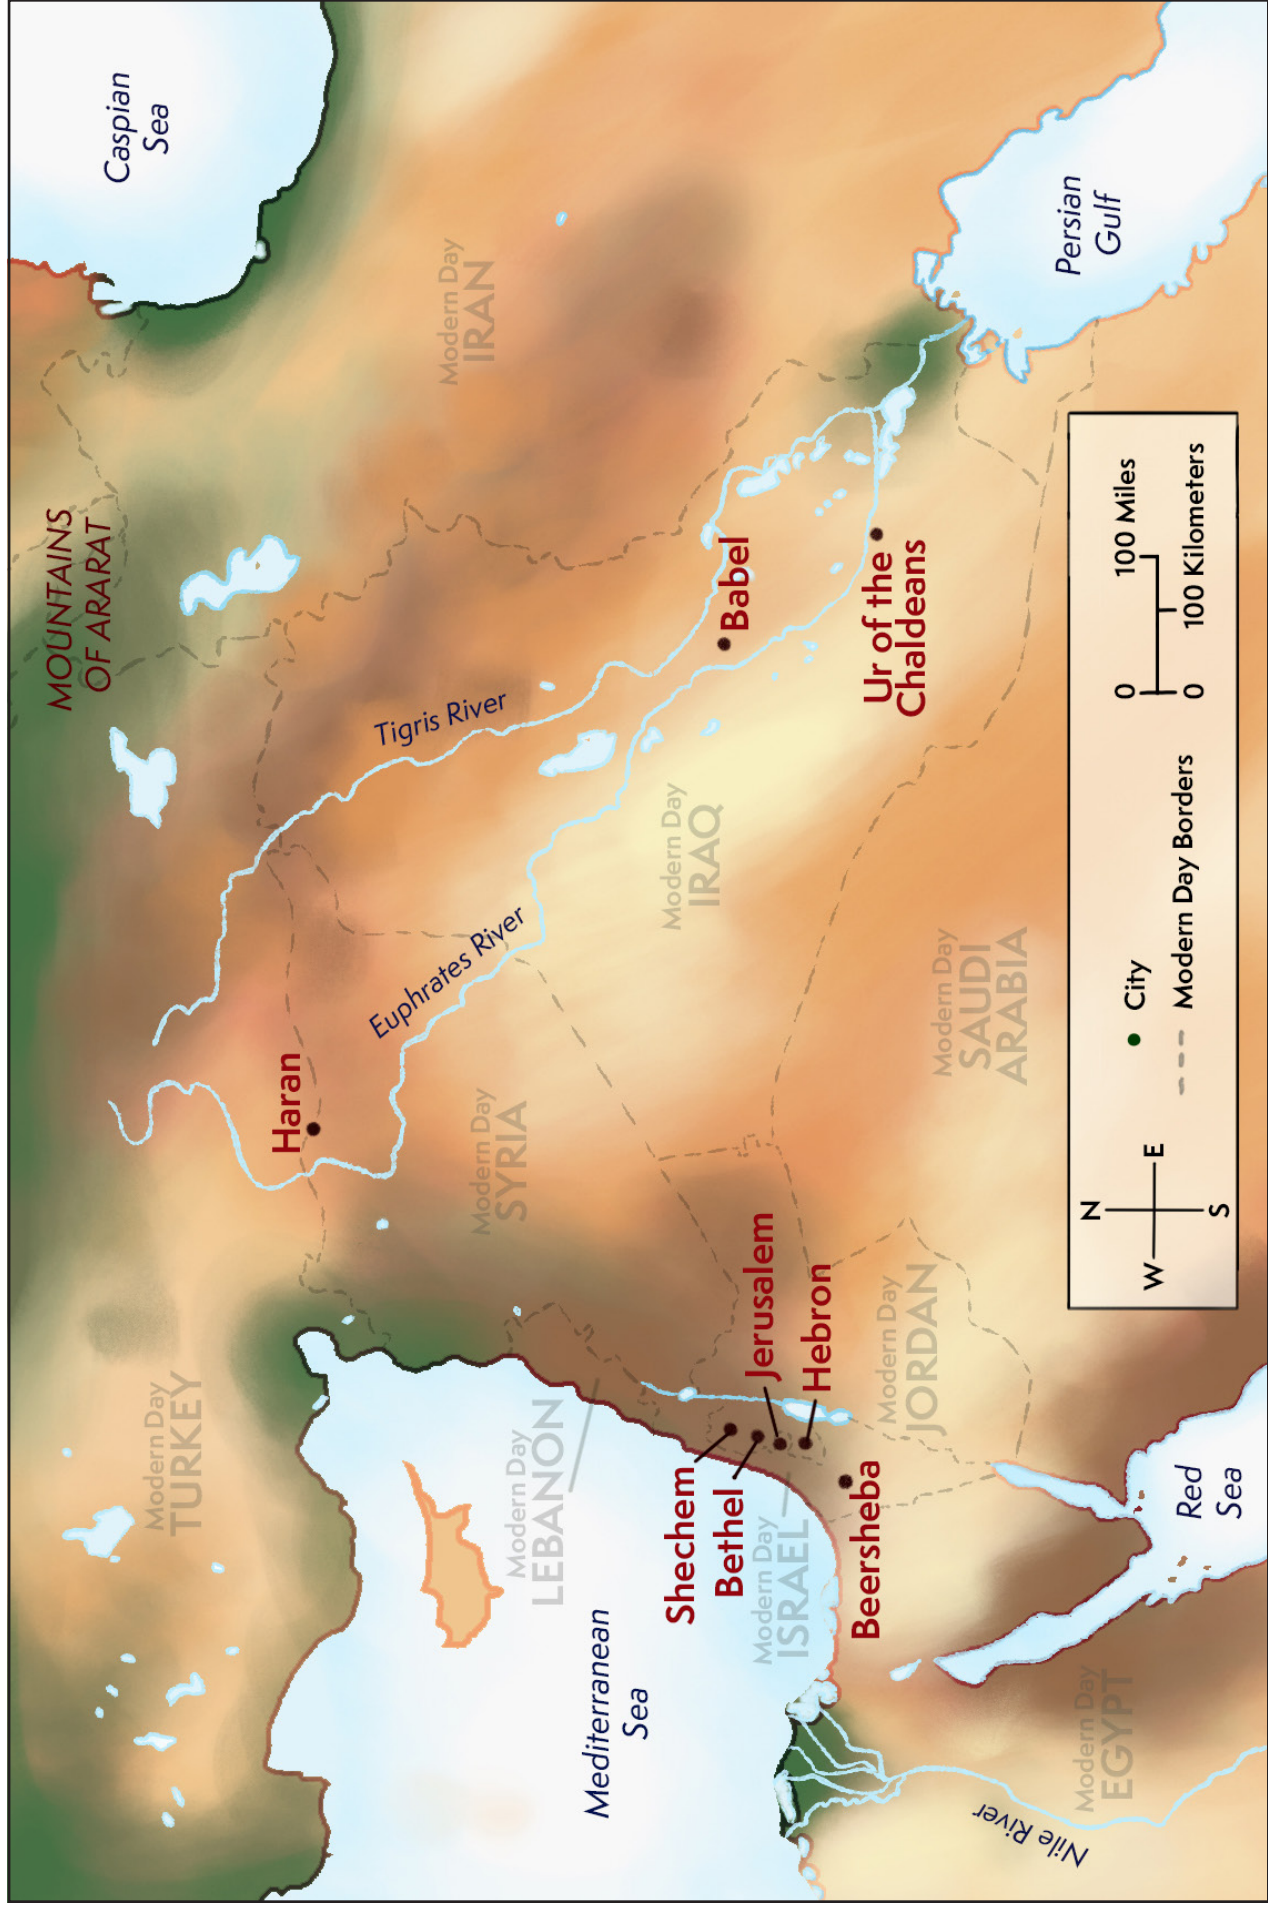 Caspian
Sea
MOUNTAINS
OF ARARAT
Modern Day
TURKEY
Modern Day
IRAN
Tigris River
Euphrates River
Haran
Modern Day
SYRIA
Modern Day
LEBANON
Mediterranean
Sea
Modern Day
IRAQ
Babel
Ur of the
Chaldeans
Persian
Gulf
Shechem
Bethel
Jerusalem
Hebron
Modern Day
ISRAEL
Beersheba
Modern Day
JORDAN
Modern Day
SAUDI
ARABIA
Modern Day
EGYPT
Nile River
Red
Sea
N
W
E
S
City
Modern Day Borders
0
100 Miles
0
100 Kilometers